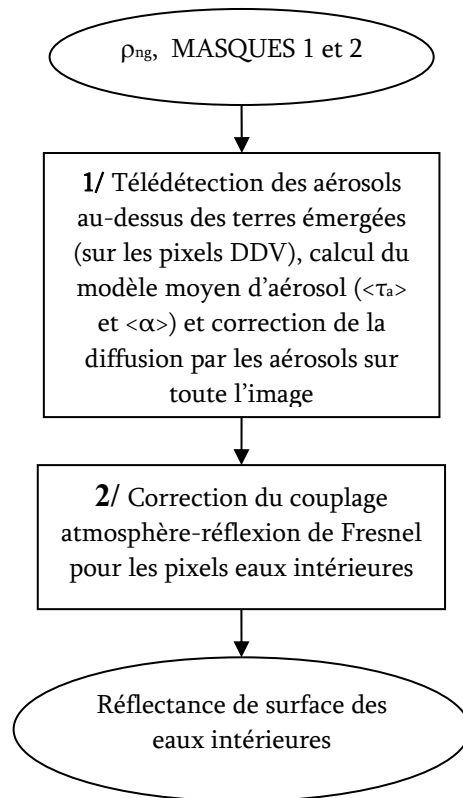 ρng, MASQUES 1 et 2
1/ Télédétection des aérosols
au-dessus des terres émergées
(sur les pixels DDV), calcul du
modèle moyen d’aérosol (<τa>
et <α>) et correction de la
diffusion par les aérosols sur
toute l’image
2/ Correction du couplage
atmosphère-réflexion de Fresnel
pour les pixels eaux intérieures
Réflectance de surface des
eaux intérieures